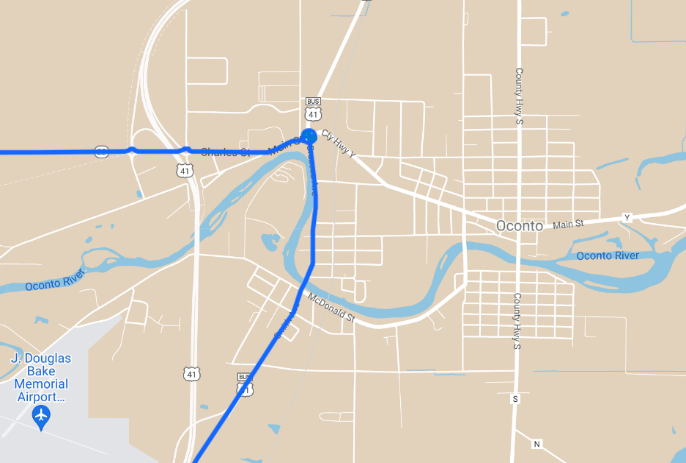 County Hwy S
BUS
41
Cty Hwy Y
Charles St
Main St
41
Oconto
Main St
Y
Oconto River
Oconto River
McDonald St
County Hwy S
J. Douglas
Bake
Memorial
Airport...
41
BUS
41
S
N